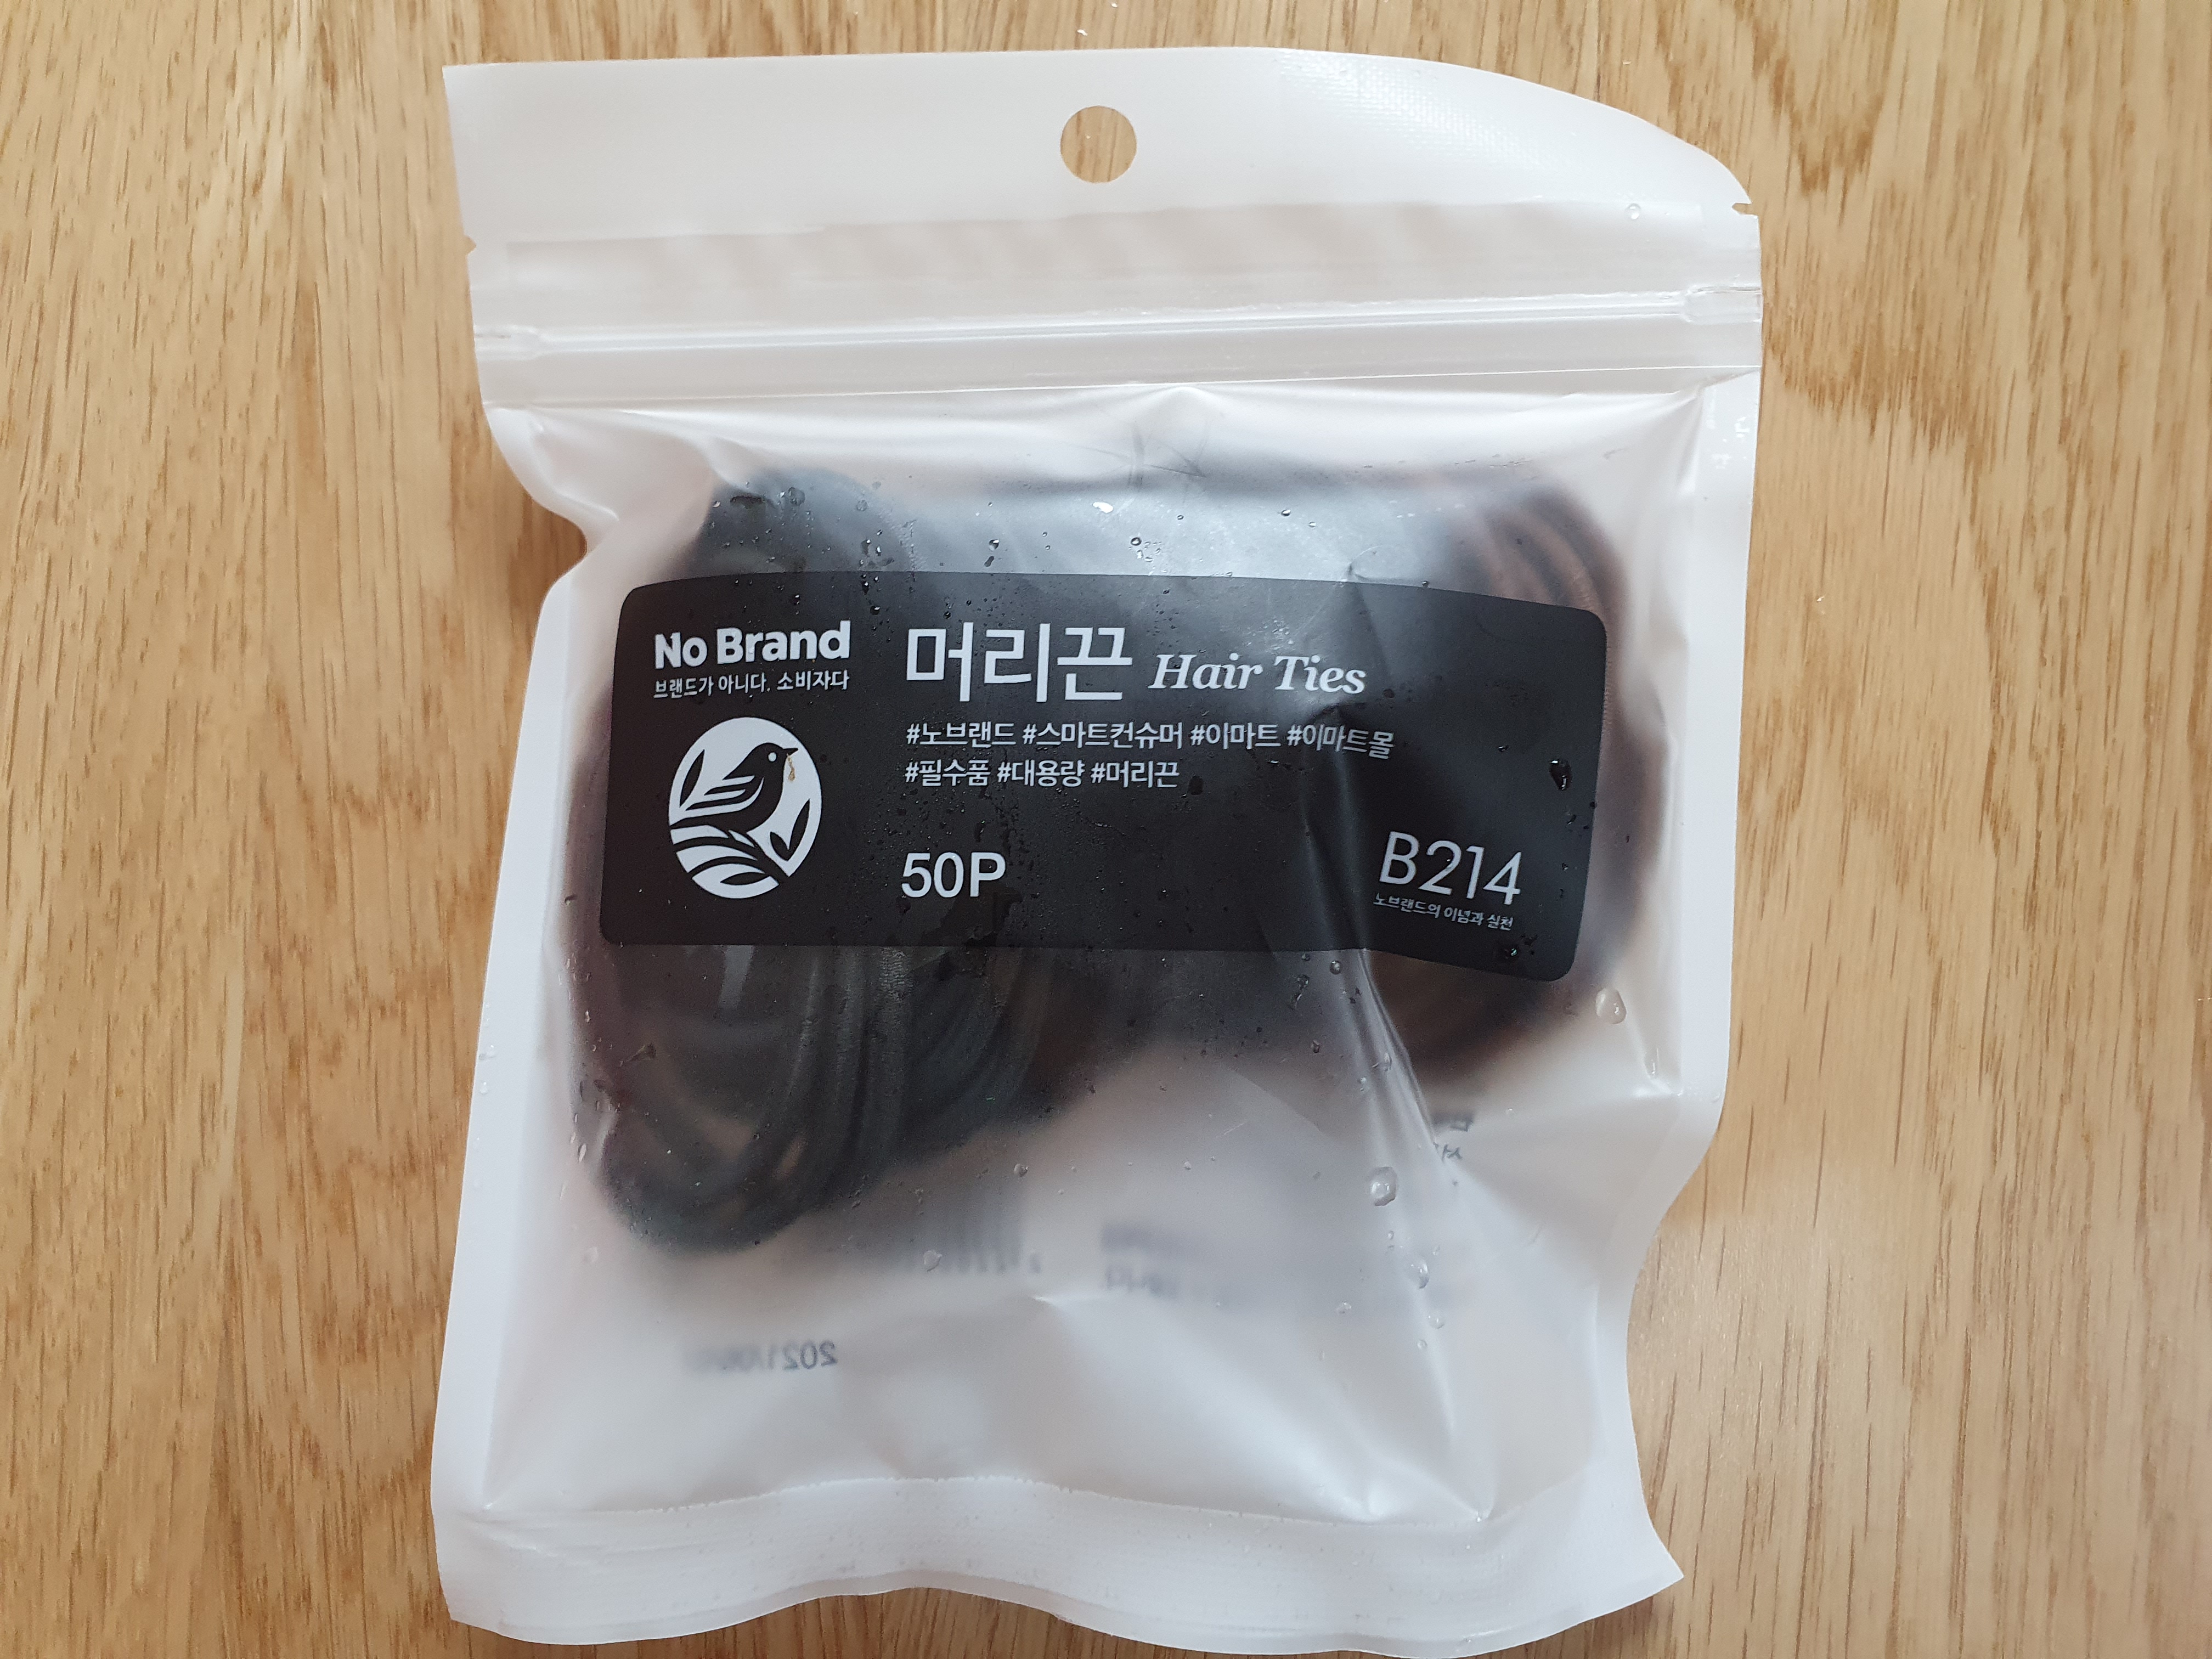 No Brand
브랜드가 아니다. 소비자다
머리끈 Hair Ties
#노브랜드 #스마트컨슈머 #이마트 #이마트몰
#필수품 #대용량 #머리끈
50P
B214
노브랜드의 이념과 실천